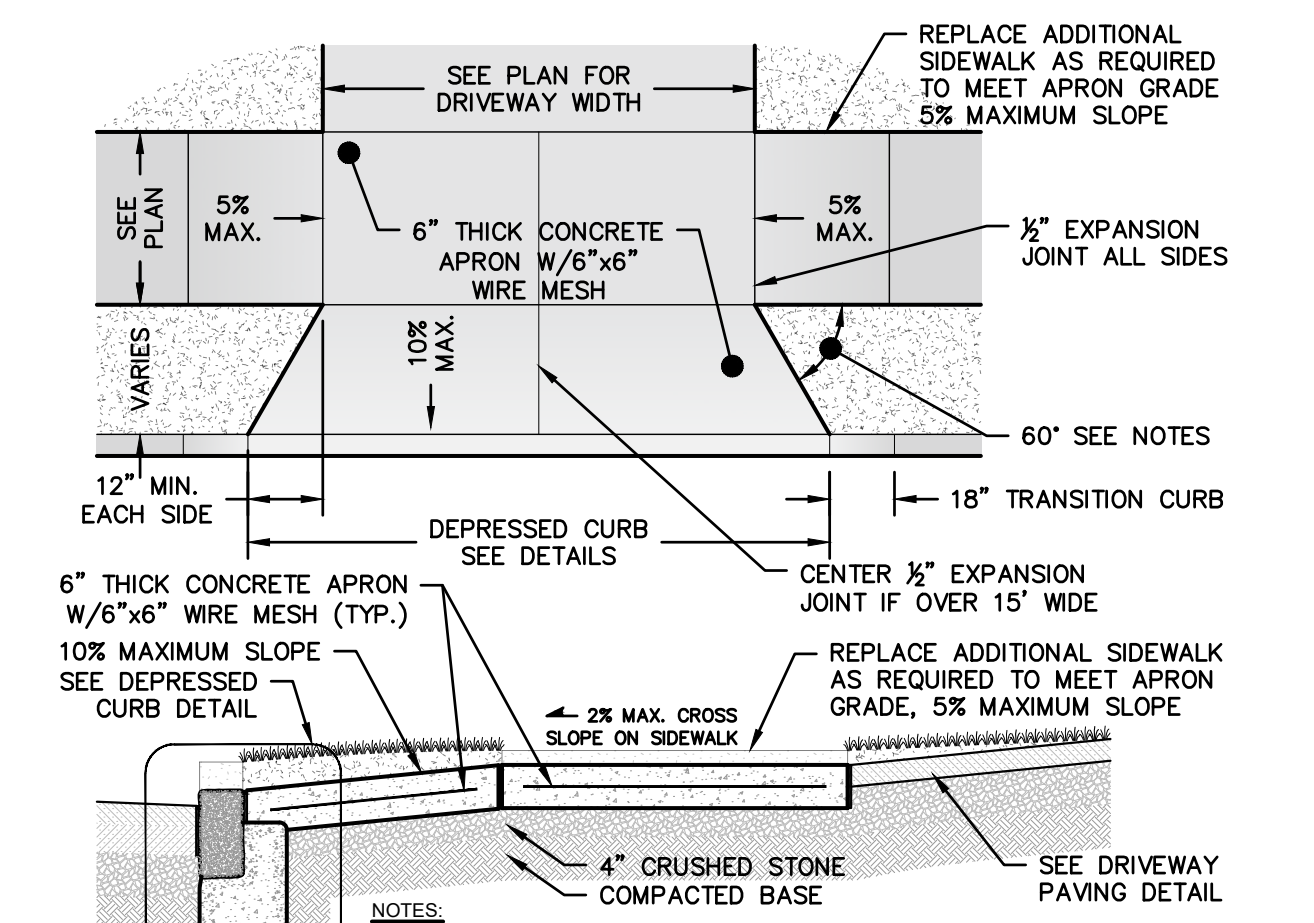 REPLACE ADDITIONAL
SIDEWALK AS REQUIRED
TO MEET APRON GRADE
5% MAXIMUM SLOPE
SEE PLAN FOR
DRIVEWAY WIDTH
SEE
PLAN
5%
MAX.
6” THICK CONCRETE
APRON W/6”x6”
WIRE MESH
5%
MAX.
½” EXPANSION
JOINT ALL SIDES
VARIES
10%
MAX.
60° SEE NOTES
12” MIN.
EACH SIDE
18” TRANSITION CURB
DEPRESSED CURB
SEE DETAILS
CENTER ½” EXPANSION
JOINT IF OVER 15’ WIDE
6” THICK CONCRETE APRON
W/6”x6” WIRE MESH (TYP.)
10% MAXIMUM SLOPE
SEE DEPRESSED
CURB DETAIL
REPLACE ADDITIONAL SIDEWALK
AS REQUIRED TO MEET APRON
GRADE, 5% MAXIMUM SLOPE
2% MAX. CROSS
SLOPE ON SIDEWALK
4” CRUSHED STONE
COMPACTED BASE
SEE DRIVEWAY
PAVING DETAIL
NOTES: